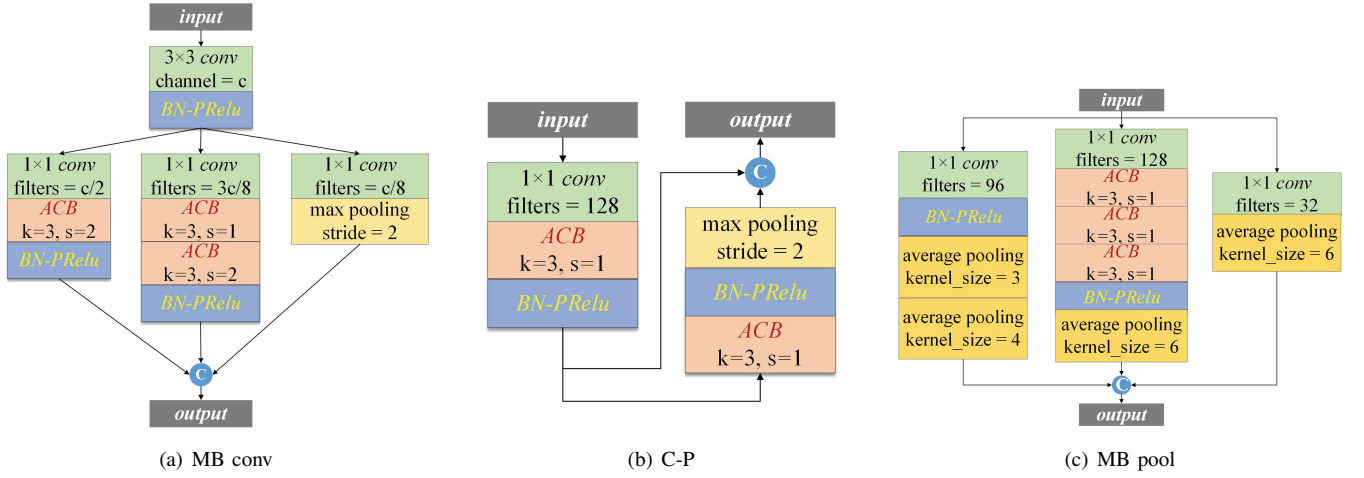 input
3×3 conv
channel = c
BN-PRelu
1×1 conv
filters = c/2
ACB
k=3, s=2
BN-PRelu
1×1 conv
filters = 3c/8
ACB
k=3, s=1
ACB
k=3, s=2
BN-PRelu
1×1 conv
filters = c/8
max pooling
stride = 2
C
output
(a) MB conv
input
1×1 conv
filters = 128
ACB
k=3, s=1
BN-PRelu
output
C
max pooling
stride = 2
BN-PRelu
ACB
k=3, s=1
(b) C-P
input
1×1 conv
filters = 96
BN-PRelu
average pooling
kernel_size = 3
average pooling
kernel_size = 4
1×1 conv
filters = 128
ACB
k=3, s=1
ACB
k=3, s=1
ACB
k=3, s=1
BN-PRelu
average pooling
kernel_size = 6
1×1 conv
filters = 32
average pooling
kernel_size = 6
C
output
(c) MB pool